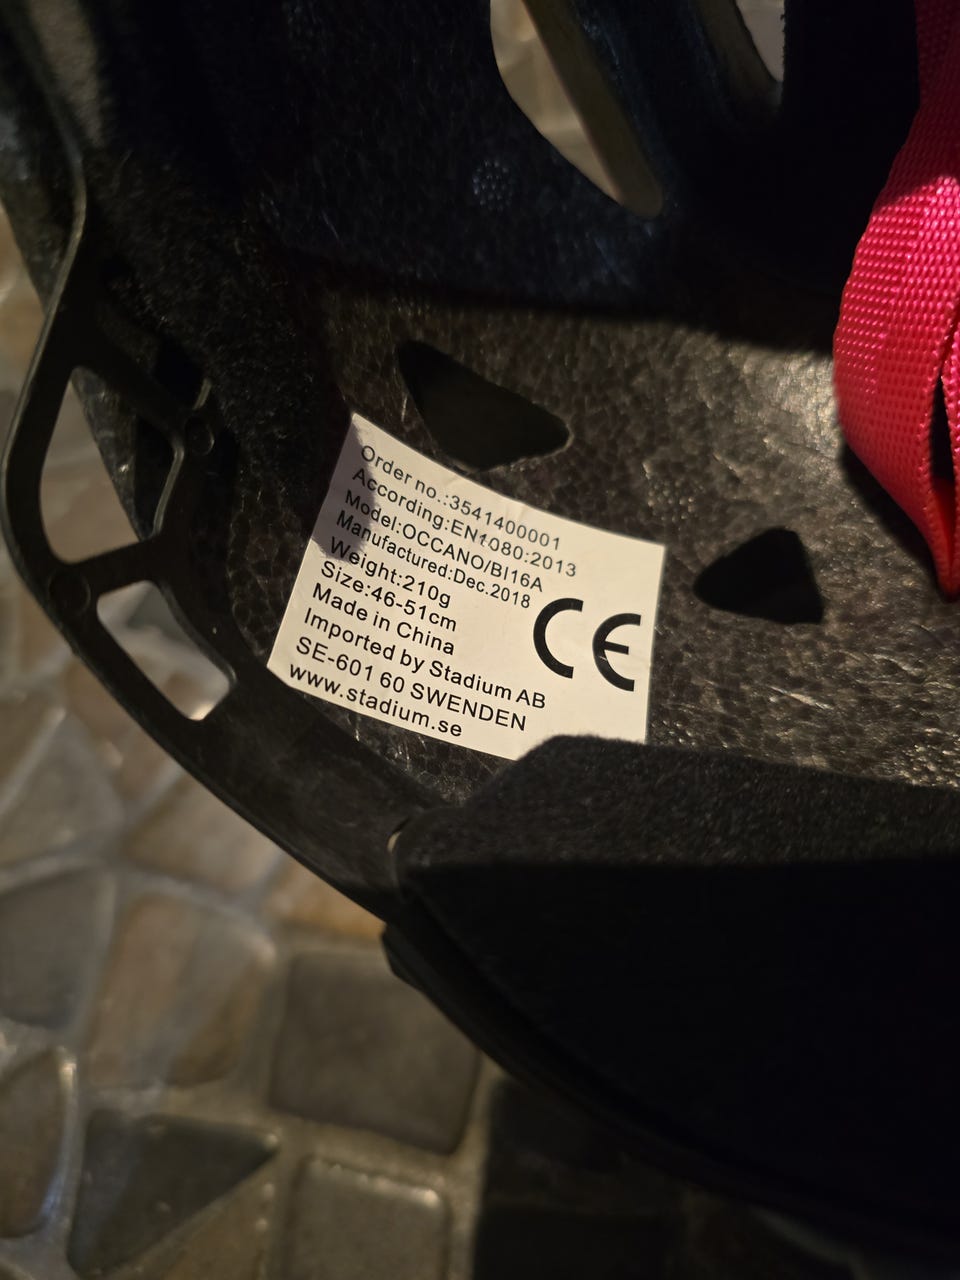 Order no.:3541400001
According:EN1080:2013
Model:OCCANO/BI16A
Manufactured:Dec.2018
Weight:210g
Size:46-51cm
Made in China
Imported by Stadium AB
SE-601 60 SWENDEN
www.stadium.se
CE